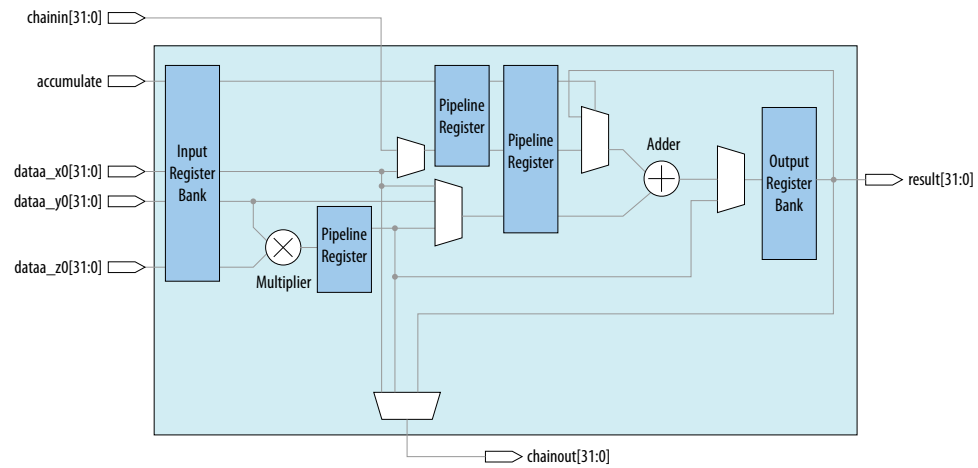 chainin[31:0]
accumulate
dataa_x0[31:0]
dataa_y0[31:0]
dataa_z0[31:0]
Input
Register
Bank
Multiplier
Pipeline
Register
Pipeline
Register
Pipeline
Register
Adder
Output
Register
Bank
result[31:0]
chainout[31:0]